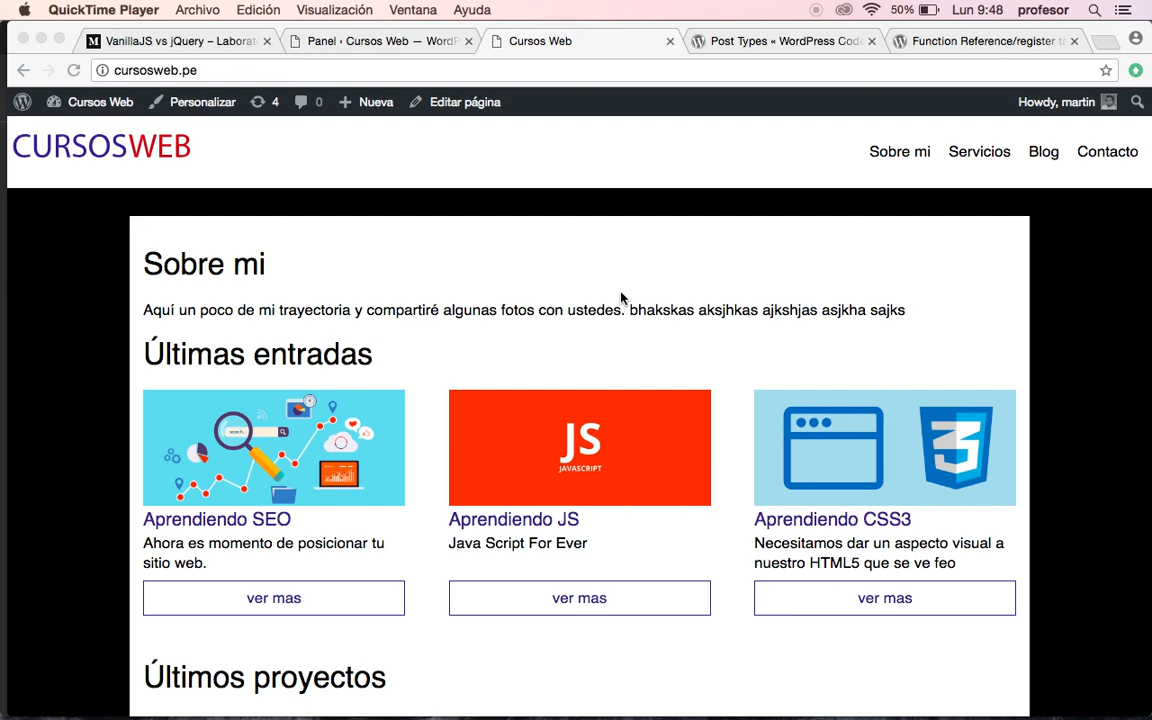 QuickTime Player Archivo Edición Visualización Ventana Ayuda 50% Lun 9:48 profesor
VanillaJS vs jQuery – Laborat Panel ‹ Cursos Web — WordP Cursos Web Post Types « WordPress Code Function Reference/register ta
cursosweb.pe
Cursos Web Personalizar 4 0 Nueva Editar página Howdy, martin
CURSOSWEB
Sobre mi Servicios Blog Contacto
Sobre mi
Aquí un poco de mi trayectoria y compartiré algunas fotos con ustedes. bhakskas aksjhkas ajkshjas asjkha sajks
Últimas entradas
search..
JS
JAVASCRIPT
3
Aprendiendo SEO
Ahora es momento de posicionar tu
sitio web.
ver mas
Aprendiendo JS
Java Script For Ever
ver mas
Aprendiendo CSS3
Necesitamos dar un aspecto visual a
nuestro HTML5 que se ve feo
ver mas
Últimos proyectos